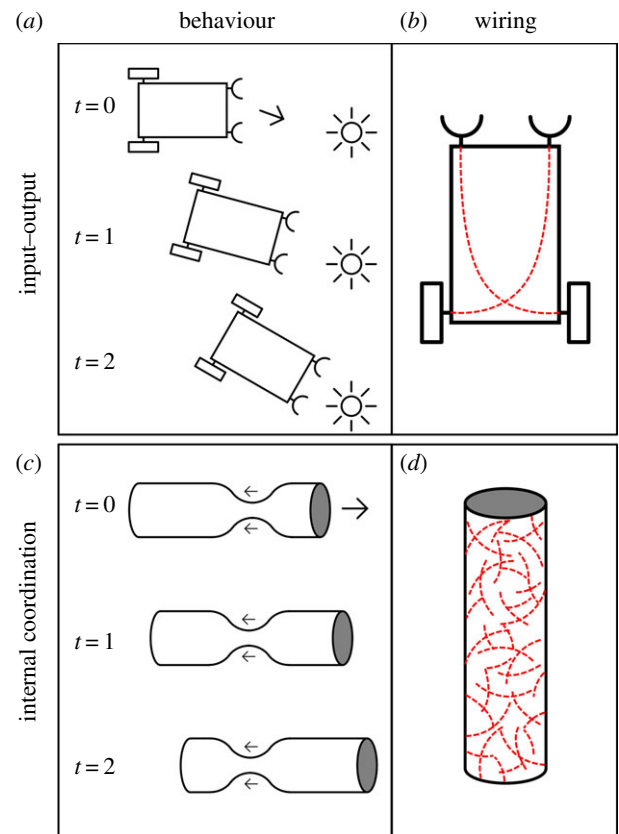 (a) behaviour (b) wiring
input–output
t = 0
t = 1
t = 2
(c) (d)
internal coordination
t = 0
t = 1
t = 2